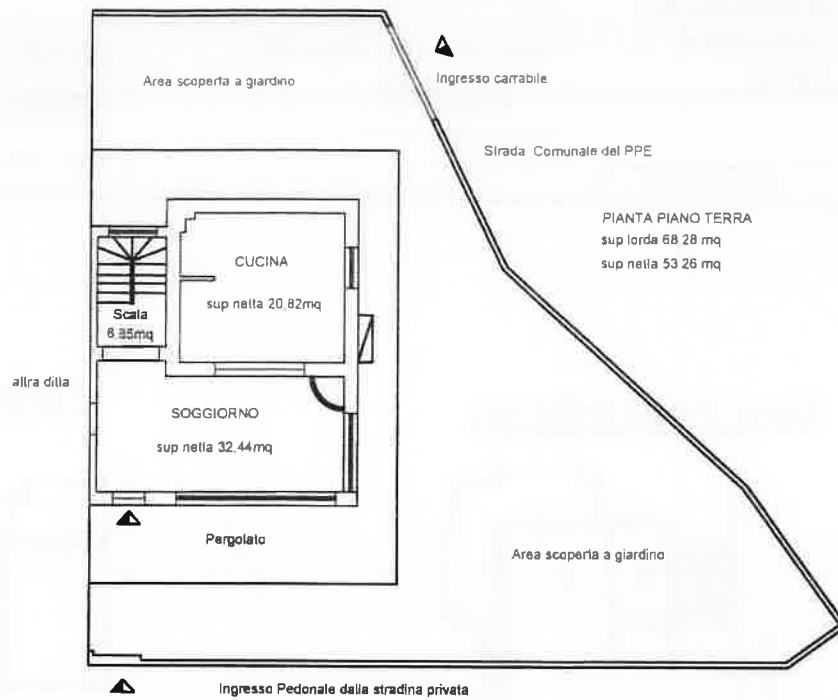 Area scoperta a giardino
Ingresso carrabile
Strada Comunale del PPE
PIANTA PIANO TERRA
sup lorda 68 28 mq
sup netta 53 26 mq
CUCINA
sup netta 20,82mq
Scala
6,85mq
altra ditta
SOGGIORNO
sup netta 32,44mq
Pergolato
Area scoperta a giardino
Ingresso Pedonale dalla stradina privata